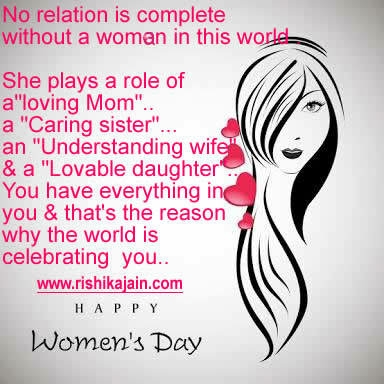 No relation is complete
without a woman in this world .
She plays a role of
a"loving Mom"..
a "Caring sister"...
an "Understanding wife"
& a "Lovable daughter"..
You have everything in
you & that's the reason
why the world is
celebrating  you..
www.rishikajain.com
HAPPY
Women's Day